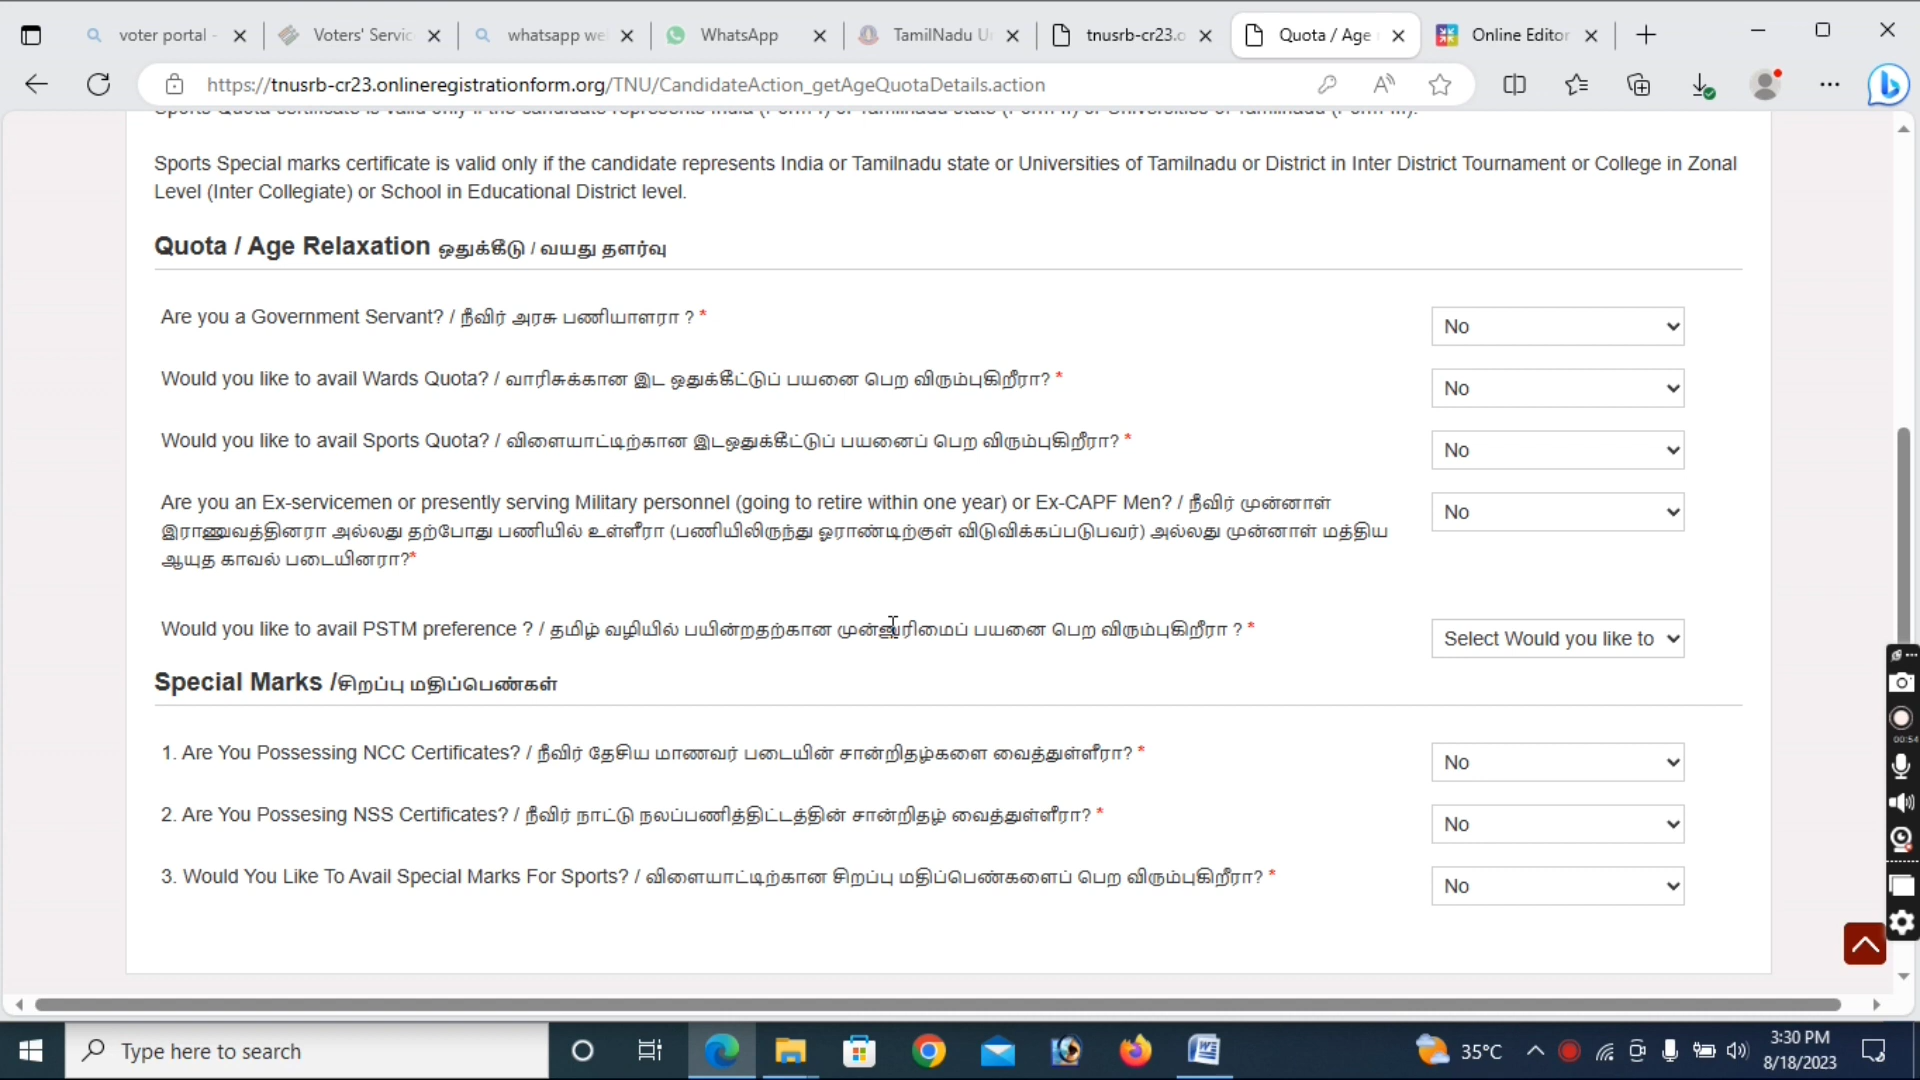 voter portal -
Voters' Servic
whatsapp we
WhatsApp
TamilNadu U
tnusrb-cr23.o
Quota / Age
Online Editor
https://tnusrb-cr23.onlineregistrationform.org/TNU/CandidateAction_getAgeQuotaDetails.action
Sports Special marks certificate is valid only if the candidate represents India or Tamilnadu state or Universities of Tamilnadu or District in Inter District Tournament or College in Zonal
Level (Inter Collegiate) or School in Educational District level.
Quota / Age Relaxation ஒதுக்கீடு / வயது தளர்வு
Are you a Government Servant? / நீவிர் அரசு பணியாளரா ? *
No
Would you like to avail Wards Quota? / வாரிசுக்கான இட ஒதுக்கீட்டுப் பயனை பெற விரும்புகிறீரா? *
No
Would you like to avail Sports Quota? / விளையாட்டிற்கான இடஒதுக்கீட்டுப் பயனைப் பெற விரும்புகிறீரா? *
No
Are you an Ex-servicemen or presently serving Military personnel (going to retire within one year) or Ex-CAPF Men? / நீவிர் முன்னாள்
இராணுவத்தினரா அல்லது தற்போது பணியில் உள்ளீரா (பணியிலிருந்து ஓராண்டிற்குள் விடுவிக்கப்படுபவர்) அல்லது முன்னாள் மத்திய
ஆயுத காவல் படையினரா?*
No
Would you like to avail PSTM preference ? / தமிழ் வழியில் பயின்றதற்கான முன்னுரிமைப் பயனை பெற விரும்புகிறீரா ? *
Select Would you like to
Special Marks /சிறப்பு மதிப்பெண்கள்
1. Are You Possessing NCC Certificates? / நீவிர் தேசிய மாணவர் படையின் சான்றிதழ்களை வைத்துள்ளீரா? *
No
2. Are You Possesing NSS Certificates? / நீவிர் நாட்டு நலப்பணித்திட்டத்தின் சான்றிதழ் வைத்துள்ளீரா? *
No
3. Would You Like To Avail Special Marks For Sports? / விளையாட்டிற்கான சிறப்பு மதிப்பெண்களைப் பெற விரும்புகிறீரா? *
No
00:54
Type here to search
35°C
3:30 PM
8/18/2023